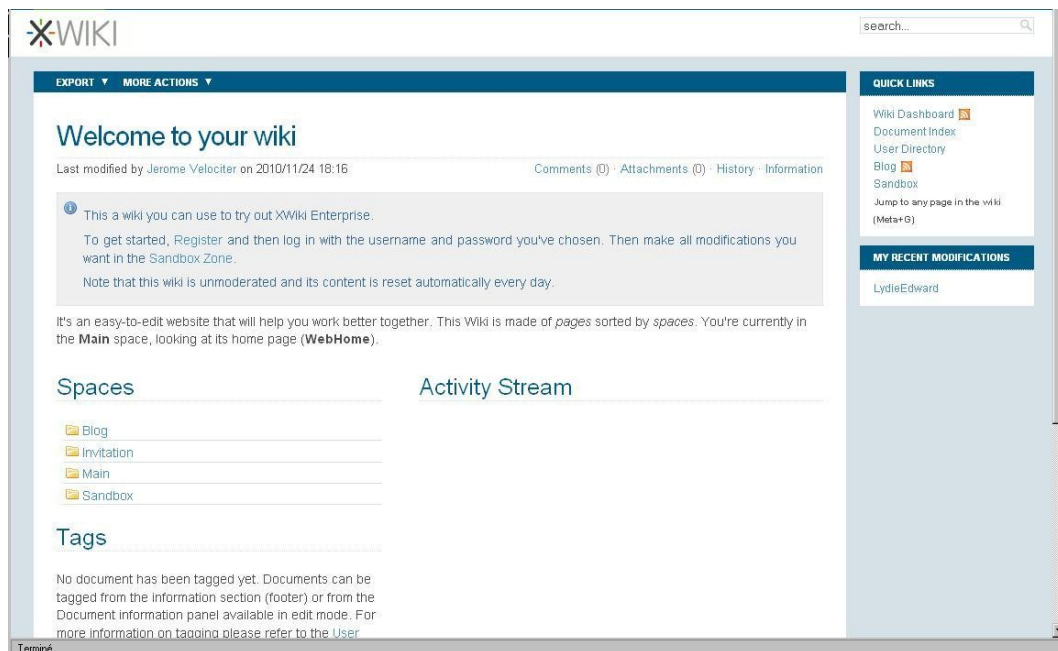 XWIKI
search...
EXPORT MORE ACTIONS
Welcome to your wiki
Last modified by Jerome Velociter on 2010/11/24 18:16
Comments (0) · Attachments (0) · History · Information
This a wiki you can use to try out XWiki Enterprise.
To get started, Register and then log in with the username and password you've chosen. Then make all modifications you
want in the Sandbox Zone.
Note that this wiki is unmoderated and its content is reset automatically every day.
It's an easy-to-edit website that will help you work better together. This Wiki is made of pages sorted by spaces. You're currently in
the Main space, looking at its home page (WebHome).
Spaces
Blog
Invitation
Main
Sandbox
Tags
No document has been tagged yet. Documents can be
tagged from the information section (footer) or from the
Document information panel available in edit mode. For
more information on tagging please refer to the User
Activity Stream
QUICK LINKS
Wiki Dashboard
Document Index
User Directory
Blog
Sandbox
Jump to any page in the wiki
(Meta+G)
MY RECENT MODIFICATIONS
LydieEdward
Terminé